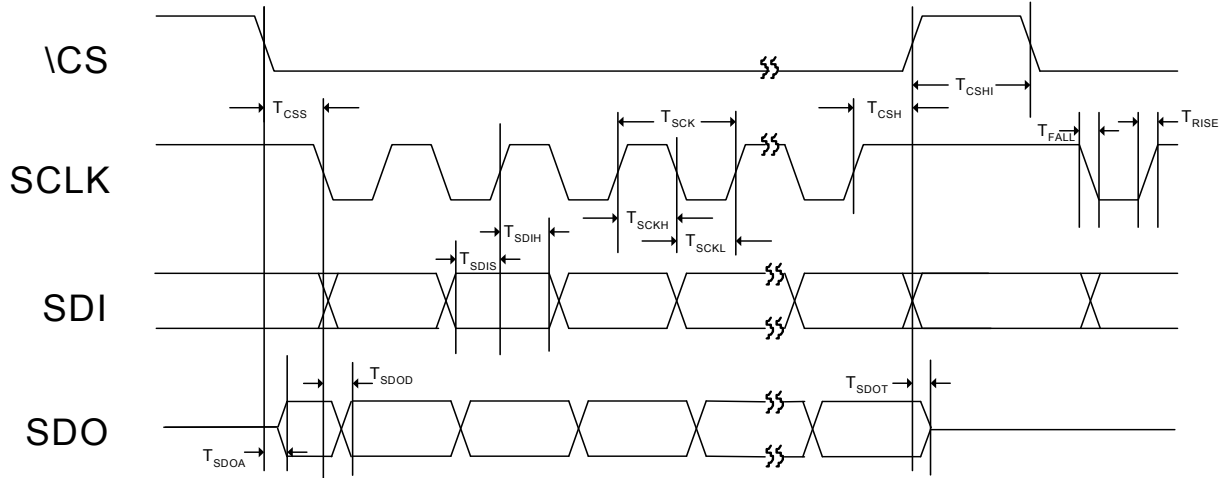 \CS
T_CSS
T_CSH
T_CSHI
T_SCK
T_FALL
T_RISE
SCLK
T_SCKH
T_SCKL
T_SDIH
T_SDIS
SDI
T_SDOD
T_SDOT
SDO
T_SDOA